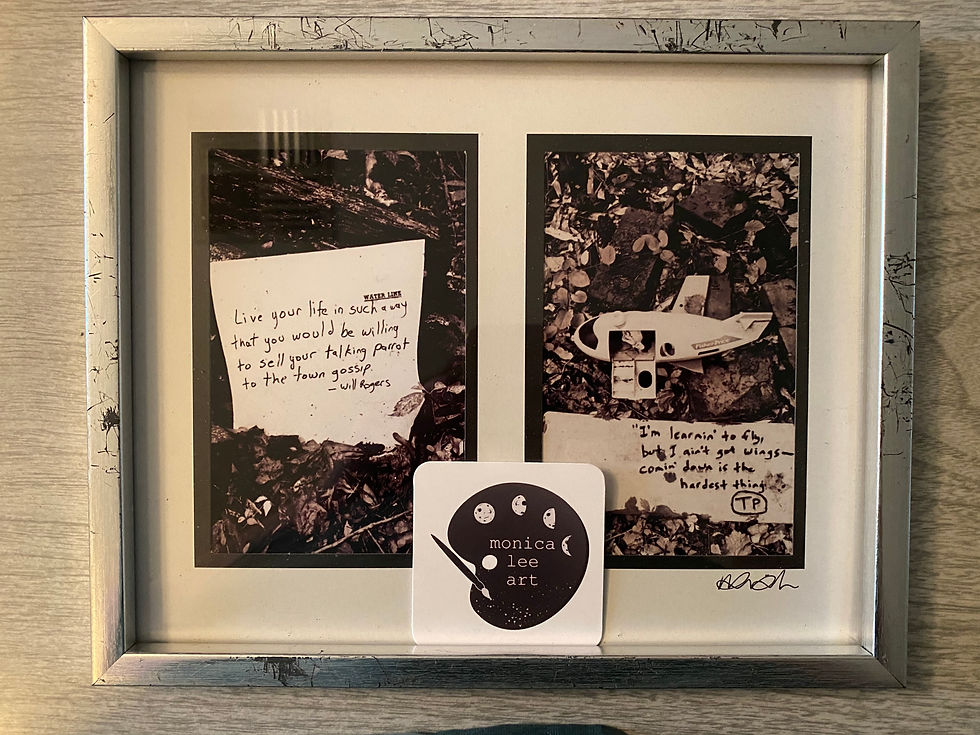 WATER LINE
Live your life in such a way
that you would be willing
to sell your talking parrot
to the town gossip.
- Will Rogers
Fisher-Price
"I'm learnin' to fly,
but I ain't got wings—
comin' down is the
hardest thing
TP
monica
lee
art